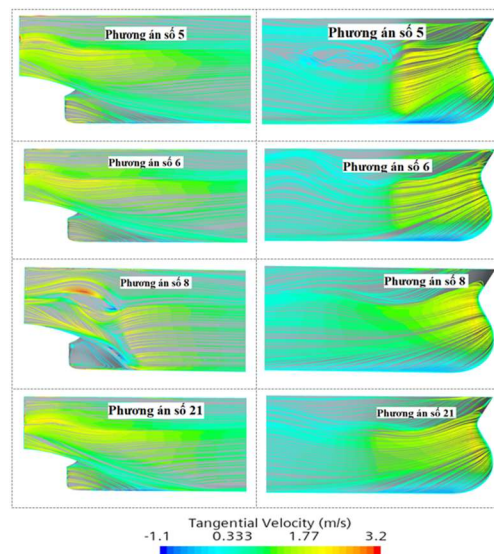 Phương án số 5
Phương án số 5
Phương án số 6
Phương án số 6
Phương án số 8
Phương án số 8
Phương án số 21
Phương án số 21
Tangential Velocity (m/s)
-1.1 0.333 1.77 3.2